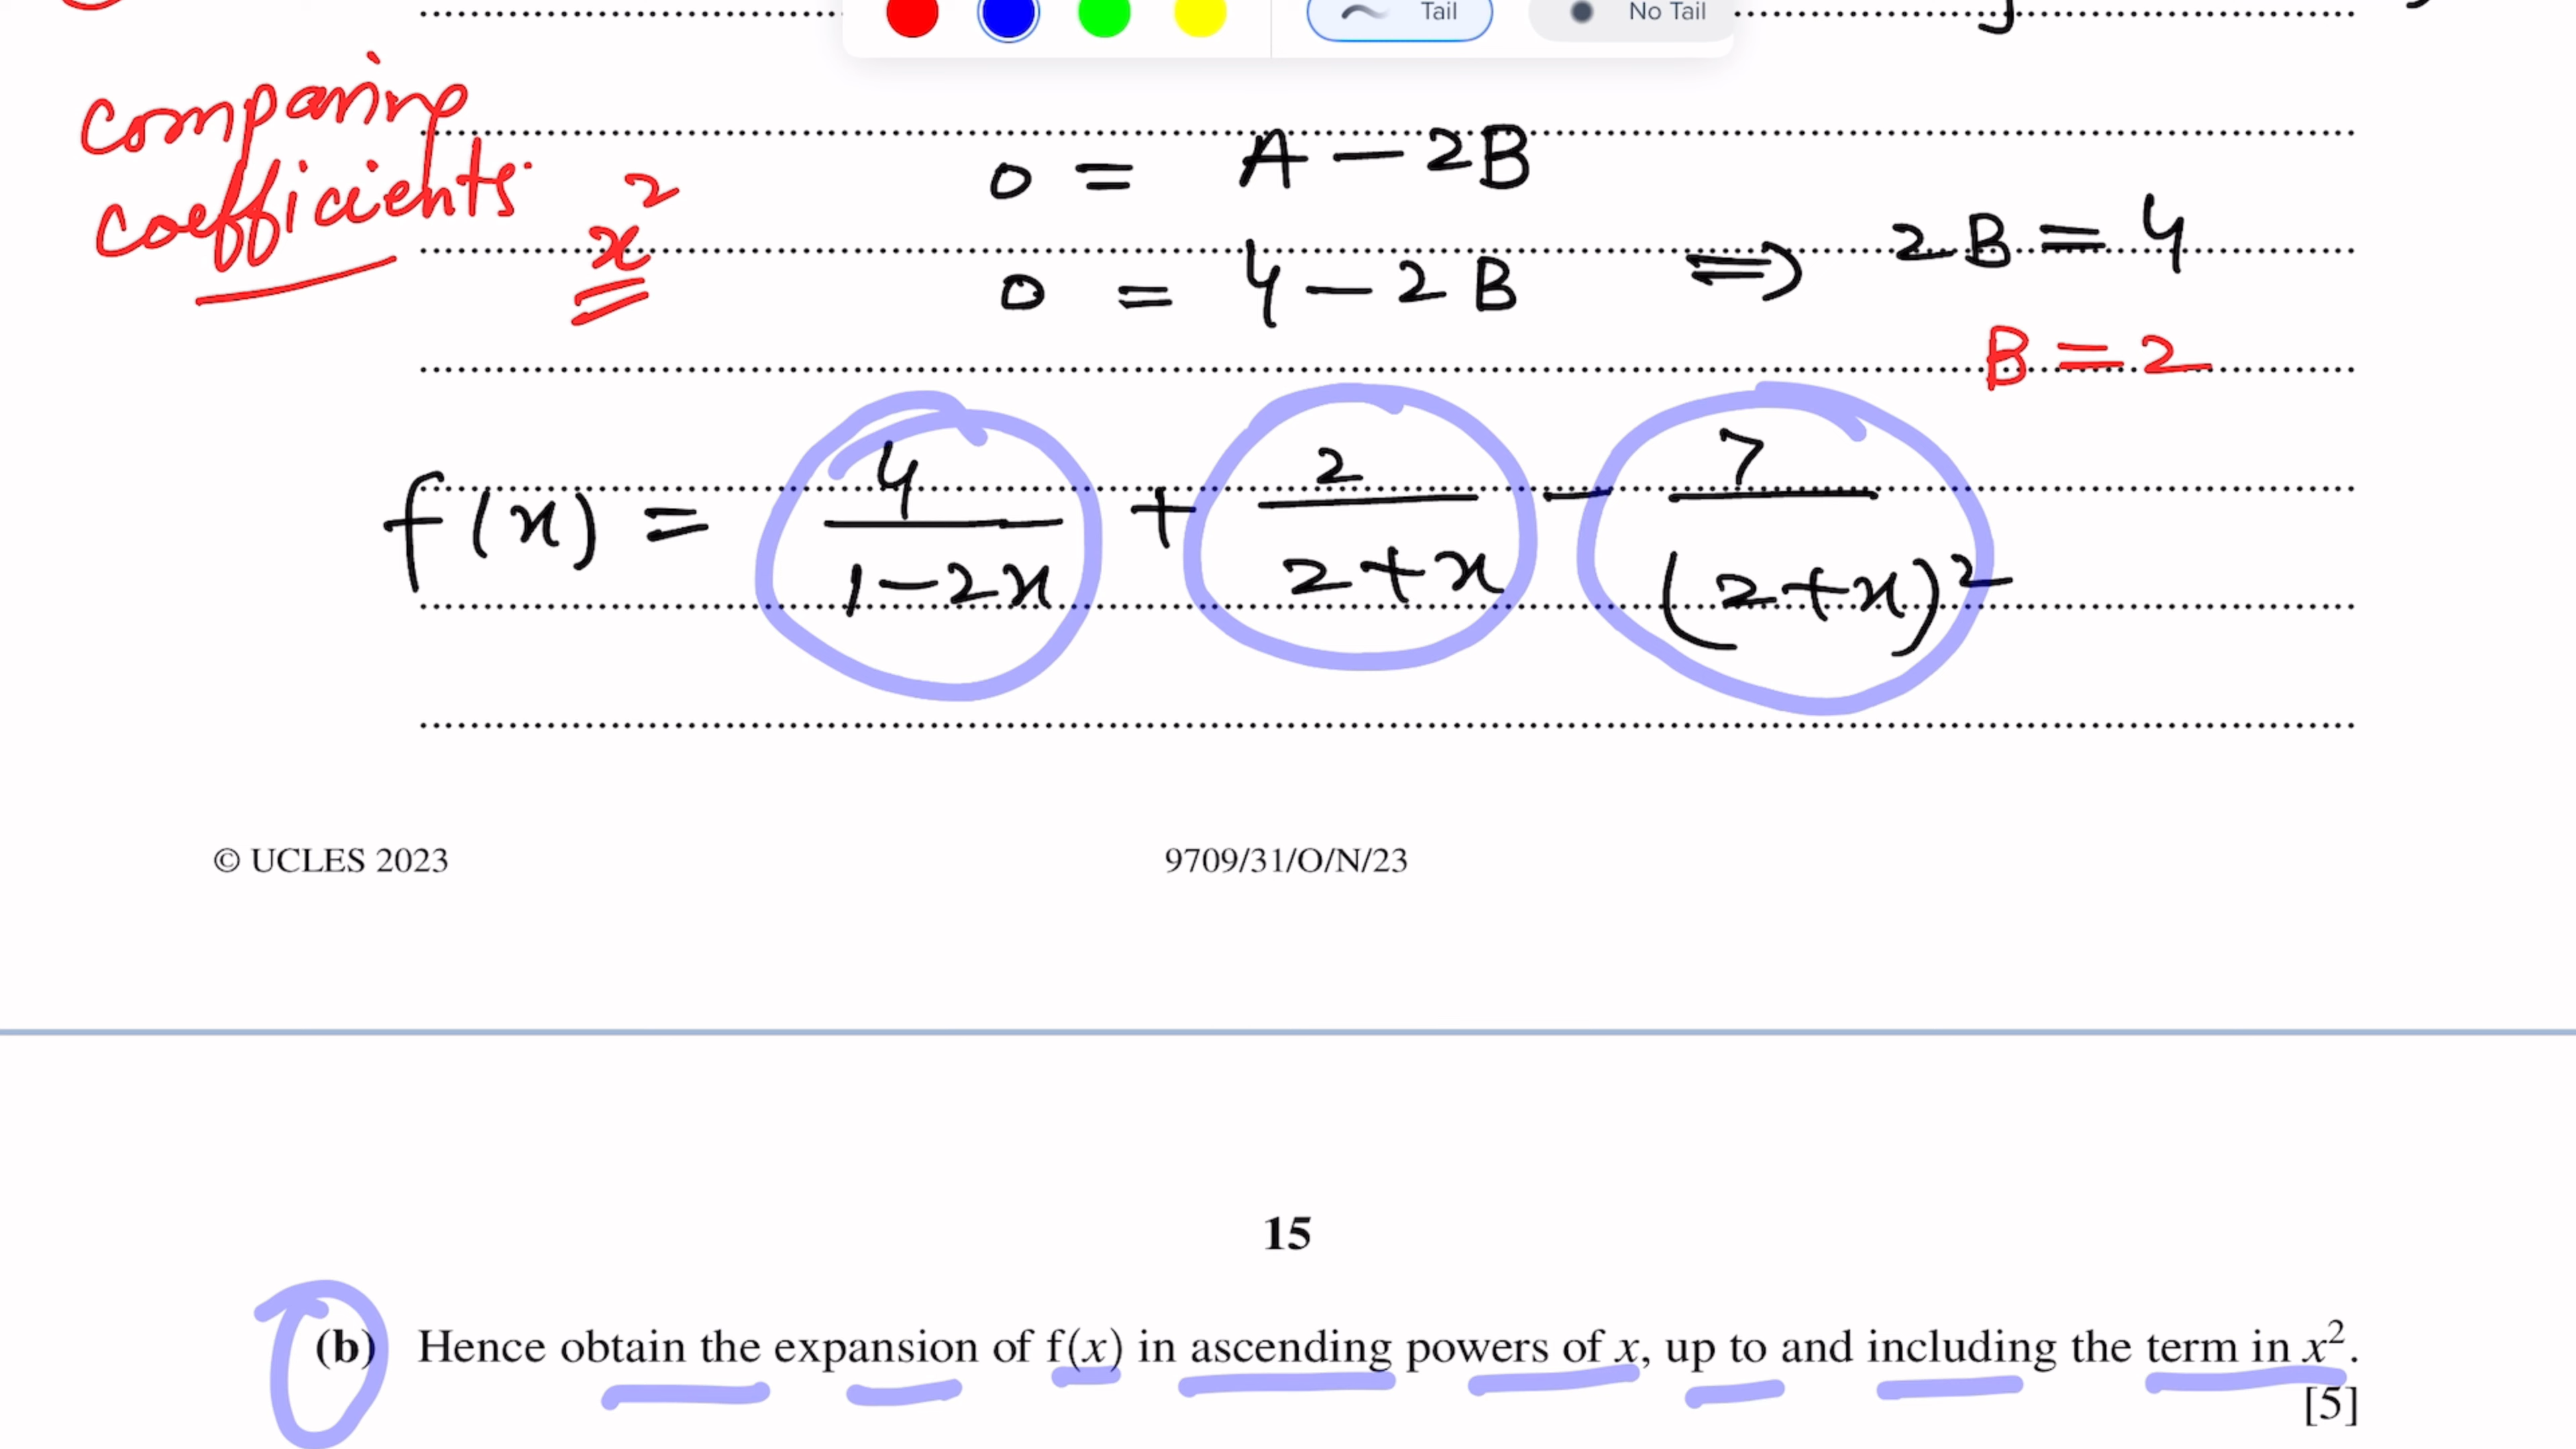 Tail No Tail
Comparing
coefficients.
x²
0 = A – 2B
0 = 4 – 2B ⟹ 2B = 4
B = 2
f(x) = 4/(1–2x) + 2/(2+x) – 7/(2+x)²
© UCLES 2023 9709/31/O/N/23
15
(b) Hence obtain the expansion of f(x) in ascending powers of x, up to and including the term in x².
[5]